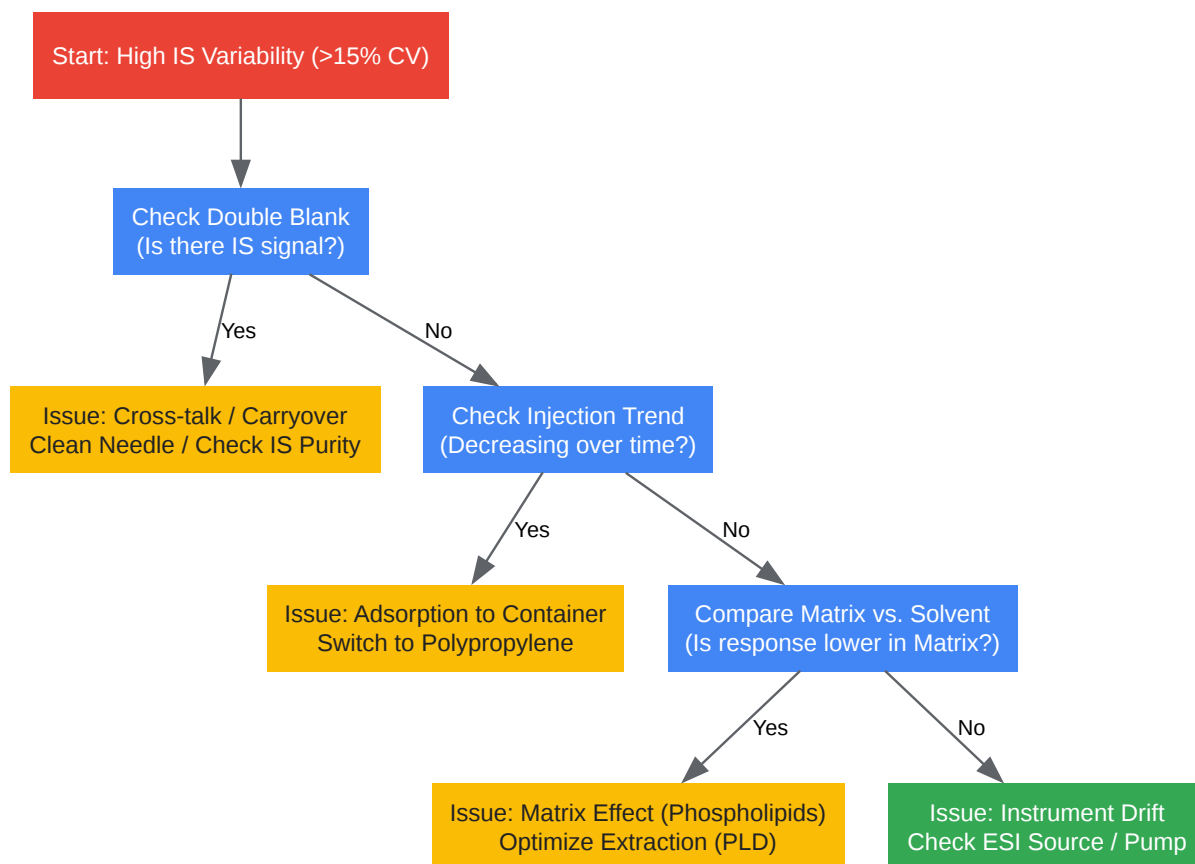 Start: High IS Variability (>15% CV)
Check Double Blank
(Is there IS signal?)
Yes
No
Issue: Cross-talk / Carryover
Clean Needle / Check IS Purity
Check Injection Trend
(Decreasing over time?)
Yes
No
Issue: Adsorption to Container
Switch to Polypropylene
Compare Matrix vs. Solvent
(Is response lower in Matrix?)
Yes
No
Issue: Matrix Effect (Phospholipids)
Optimize Extraction (PLD)
Issue: Instrument Drift
Check ESI Source / Pump